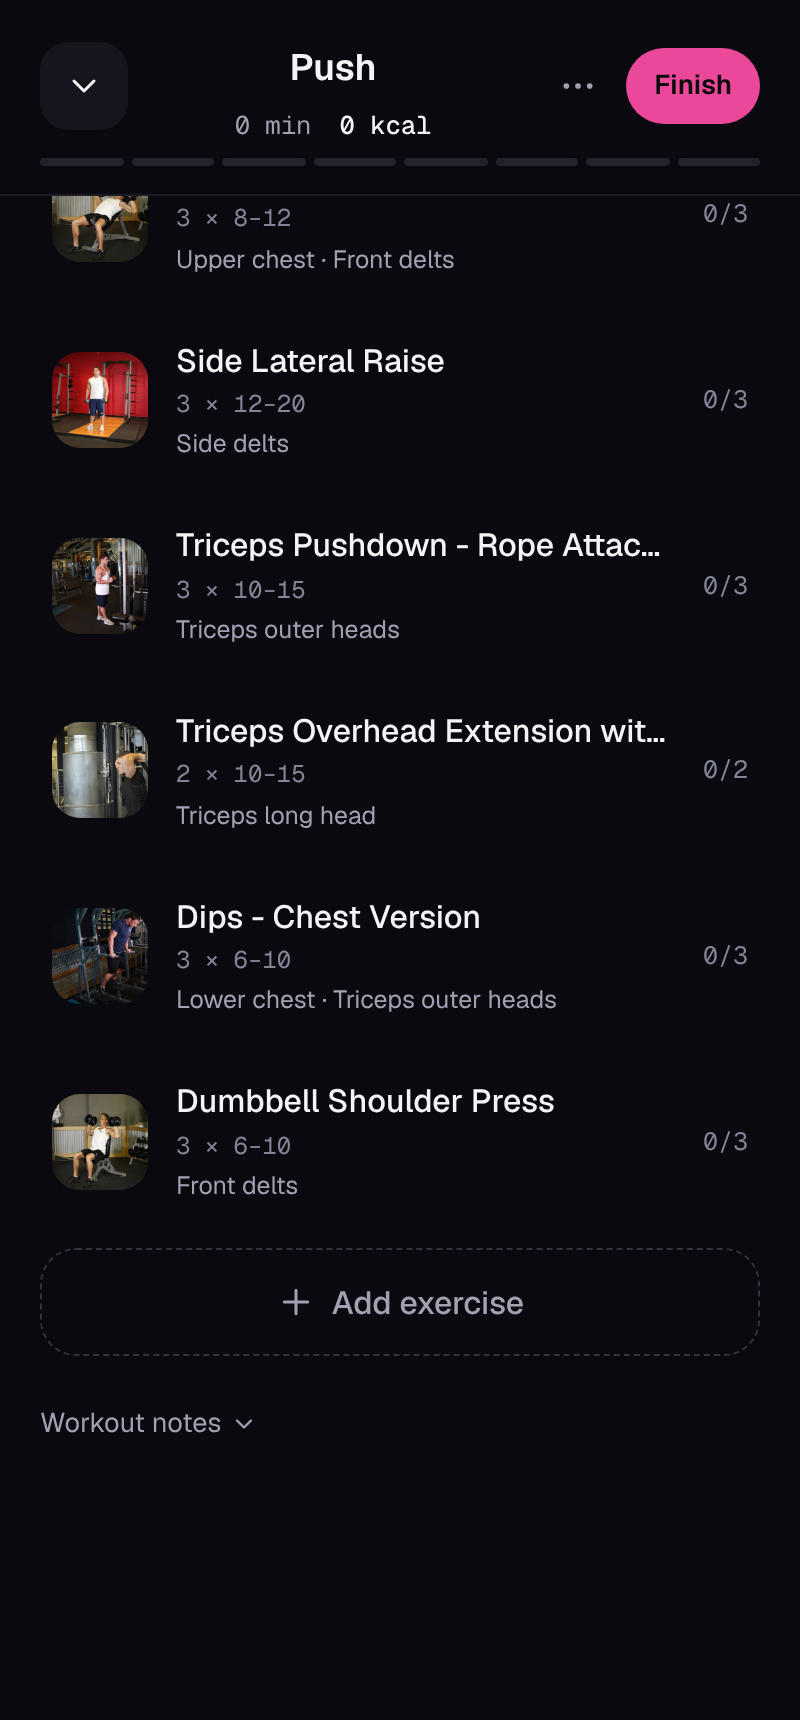 Push
Finish
0 min 0 kcal
3 × 8–12
0/3
Upper chest · Front delts
Side Lateral Raise
3 × 12–20
0/3
Side delts
Triceps Pushdown - Rope Attac...
3 × 10–15
0/3
Triceps outer heads
Triceps Overhead Extension wit...
2 × 10–15
0/2
Triceps long head
Dips - Chest Version
3 × 6–10
0/3
Lower chest · Triceps outer heads
Dumbbell Shoulder Press
3 × 6–10
0/3
Front delts
Add exercise
Workout notes